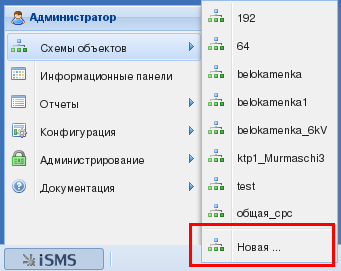 Администратор
Схемы объектов
Информационные панели
Отчеты
Конфигурация
Администрирование
Документация
iSMS
192
64
belokamenka
belokamenka1
belokamenka_6kV
ktp1_Murmaschi3
test
общая_срс
Новая ...